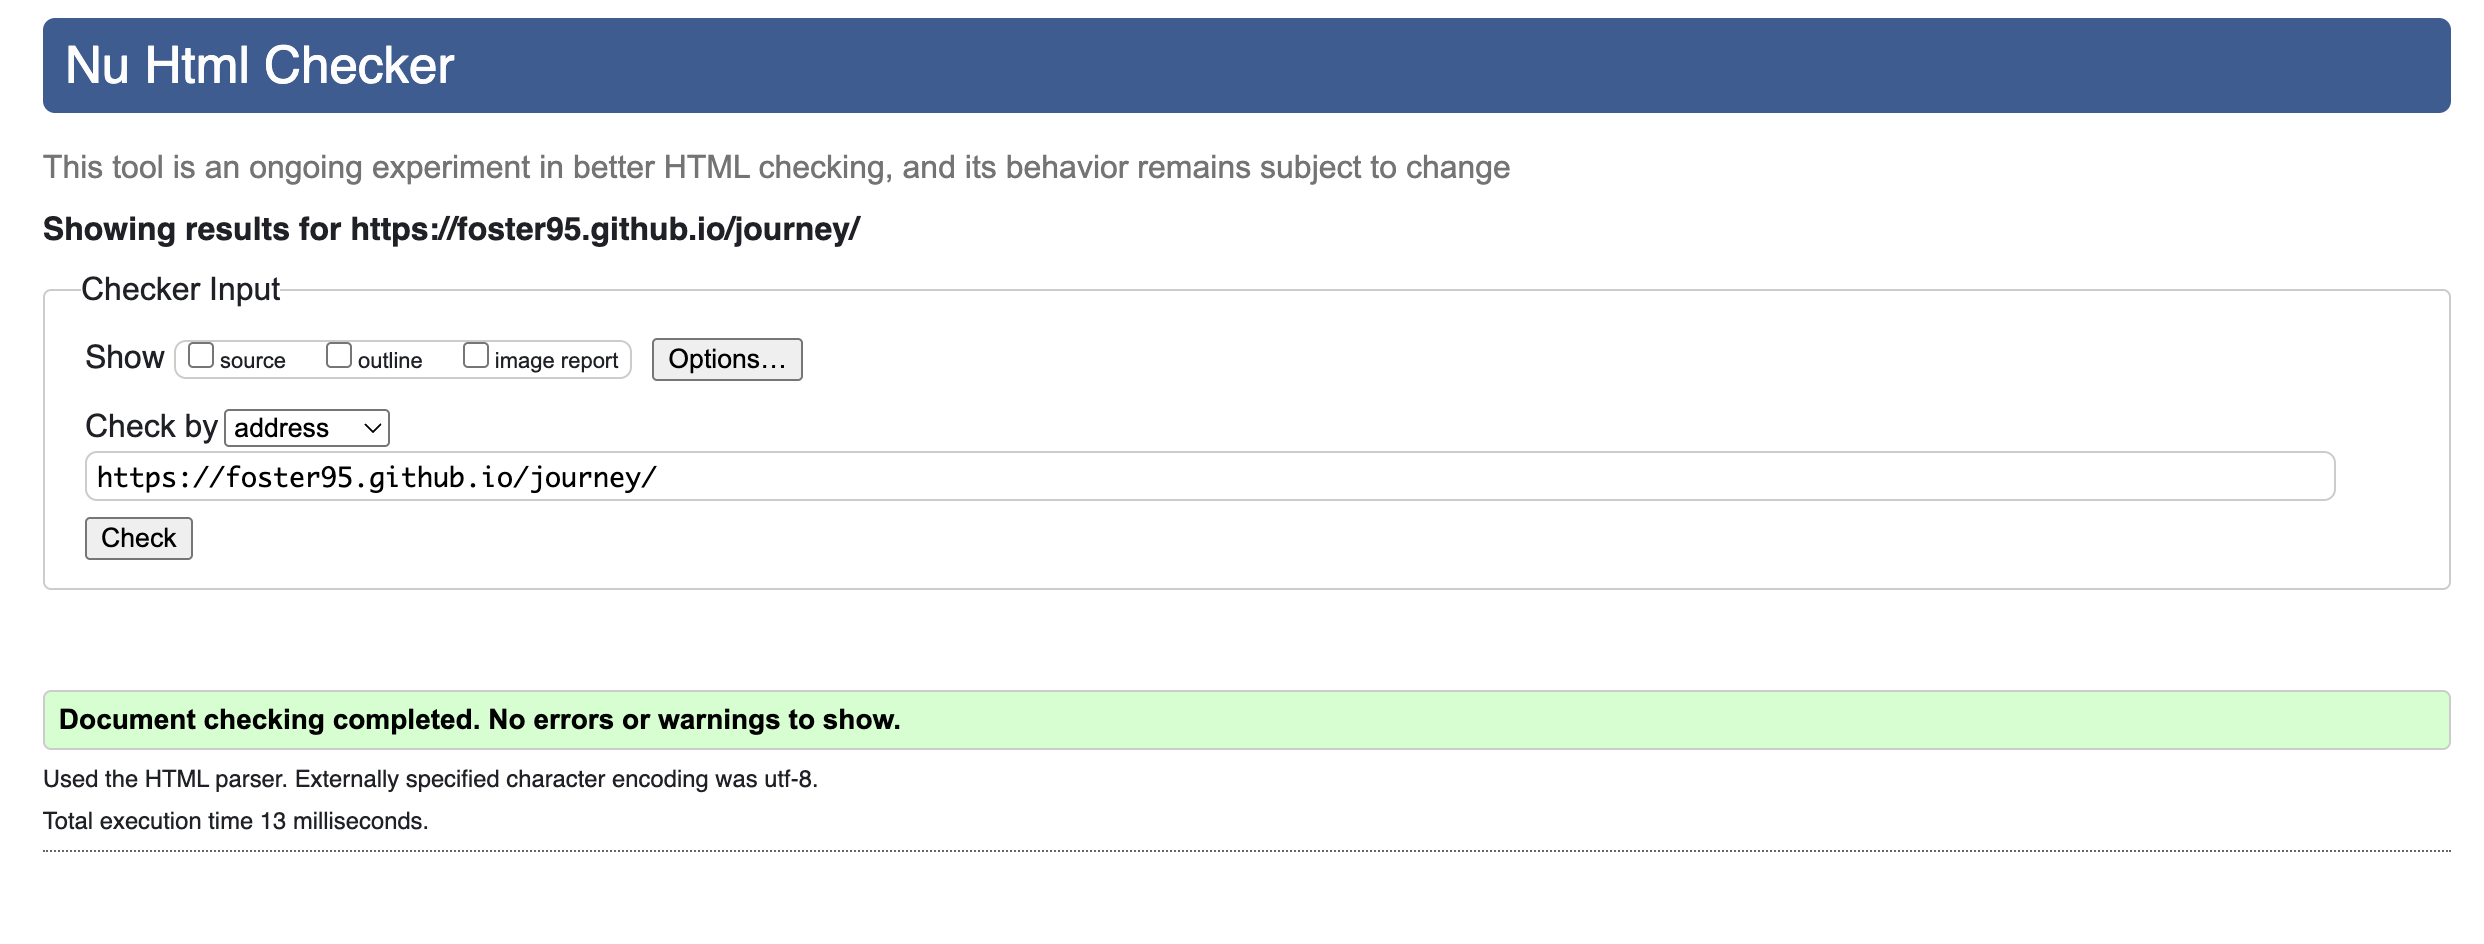 Nu Html Checker
This tool is an ongoing experiment in better HTML checking, and its behavior remains subject to change
Showing results for https://foster95.github.io/journey/
Checker Input
Show source outline image report Options...
Check by address
https://foster95.github.io/journey/
Check
Document checking completed. No errors or warnings to show.
Used the HTML parser. Externally specified character encoding was utf-8.
Total execution time 13 milliseconds.